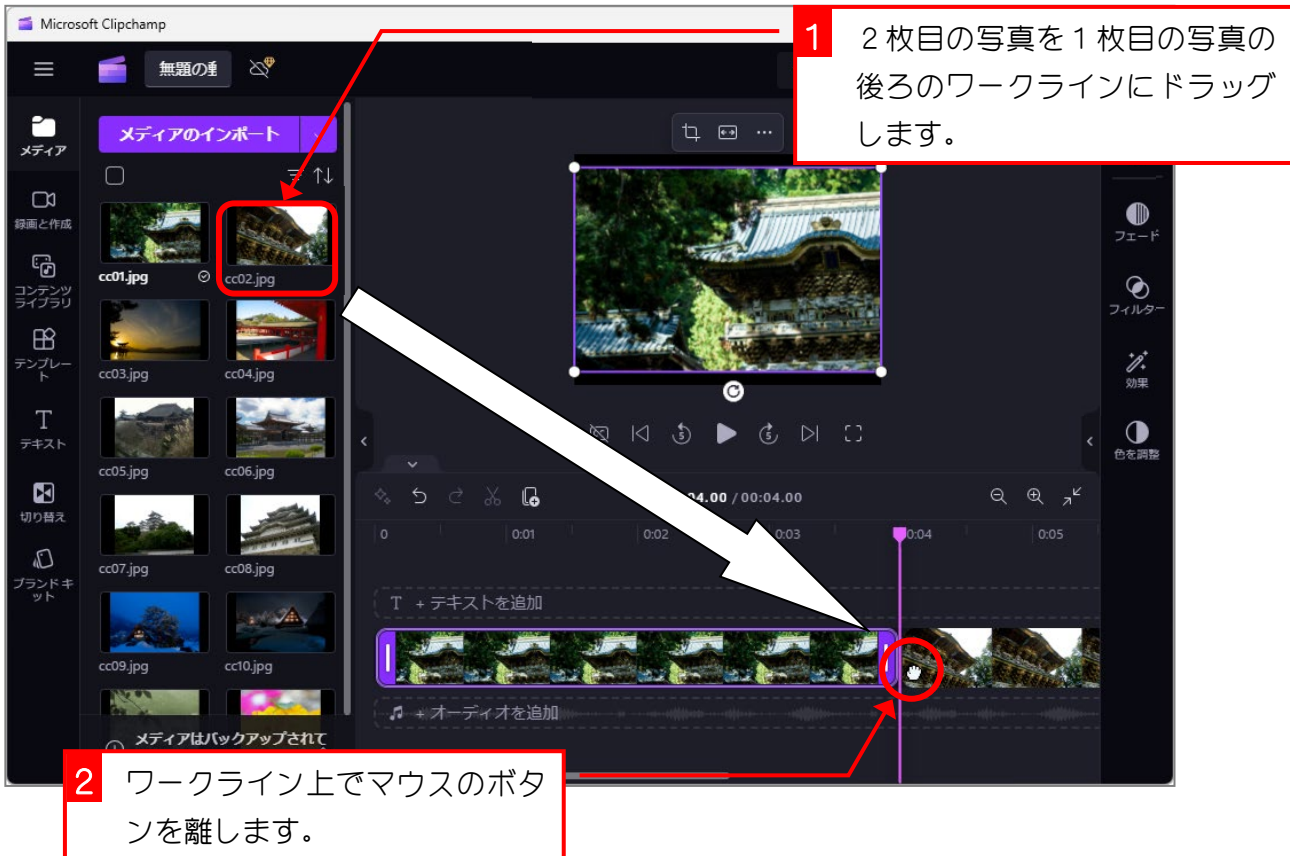 Microsoft Clipchamp
1 2枚目の写真を1枚目の写真の
後ろのワークラインにドラッグ
します。
無題の動
メディアのインポート
メディア
録画と作成
コンテンツ
ライブラリ
テンプレー
ト
テキスト
切り替え
ブランド キ
ット
cc01.jpg
cc02.jpg
cc03.jpg
cc04.jpg
cc05.jpg
cc06.jpg
cc07.jpg
cc08.jpg
cc09.jpg
cc10.jpg
メディアはバックアップされて
フェード
フィルター
効果
色を調整
5
5
04.00 / 00:04.00
0 0:01 0:02 0:03 0:04 0:05
T + テキストを追加
+ オーディオを追加
2 ワークライン上でマウスのボタ
ンを離します。